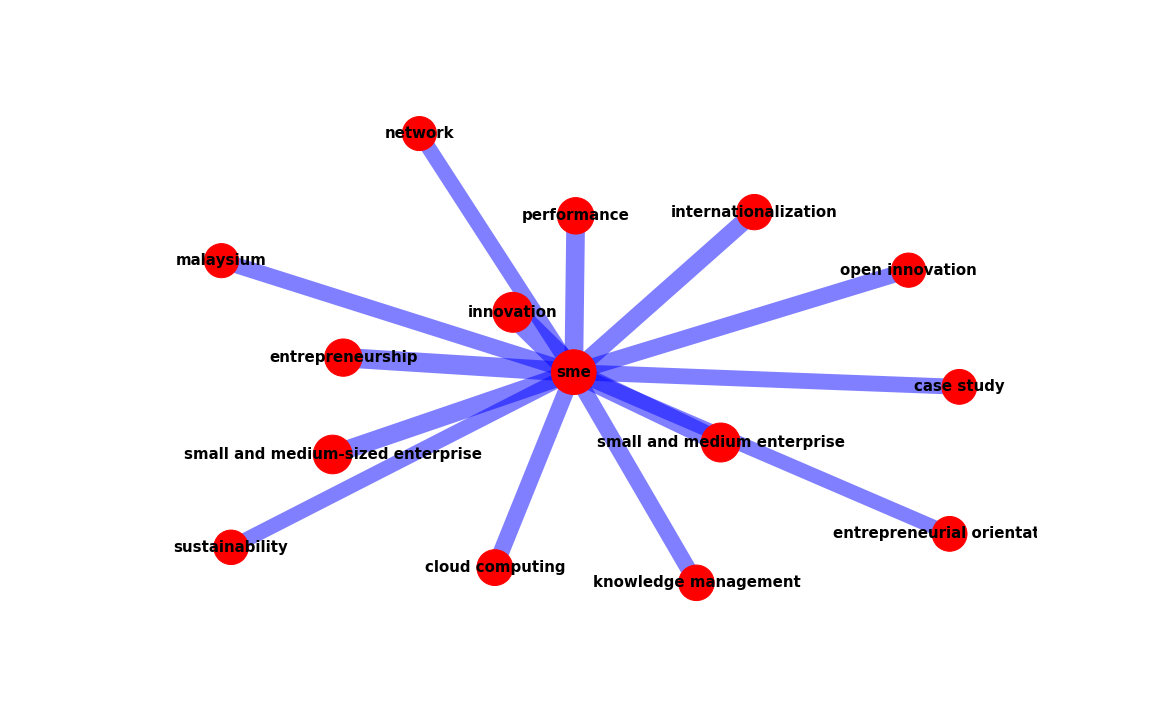 network
performance
internationalization
malaysium
open innovation
innovation
entrepreneurship
sme
case study
small and medium enterprise
small and medium-sized enterprise
entrepreneurial orientat
sustainability
cloud computing
knowledge management